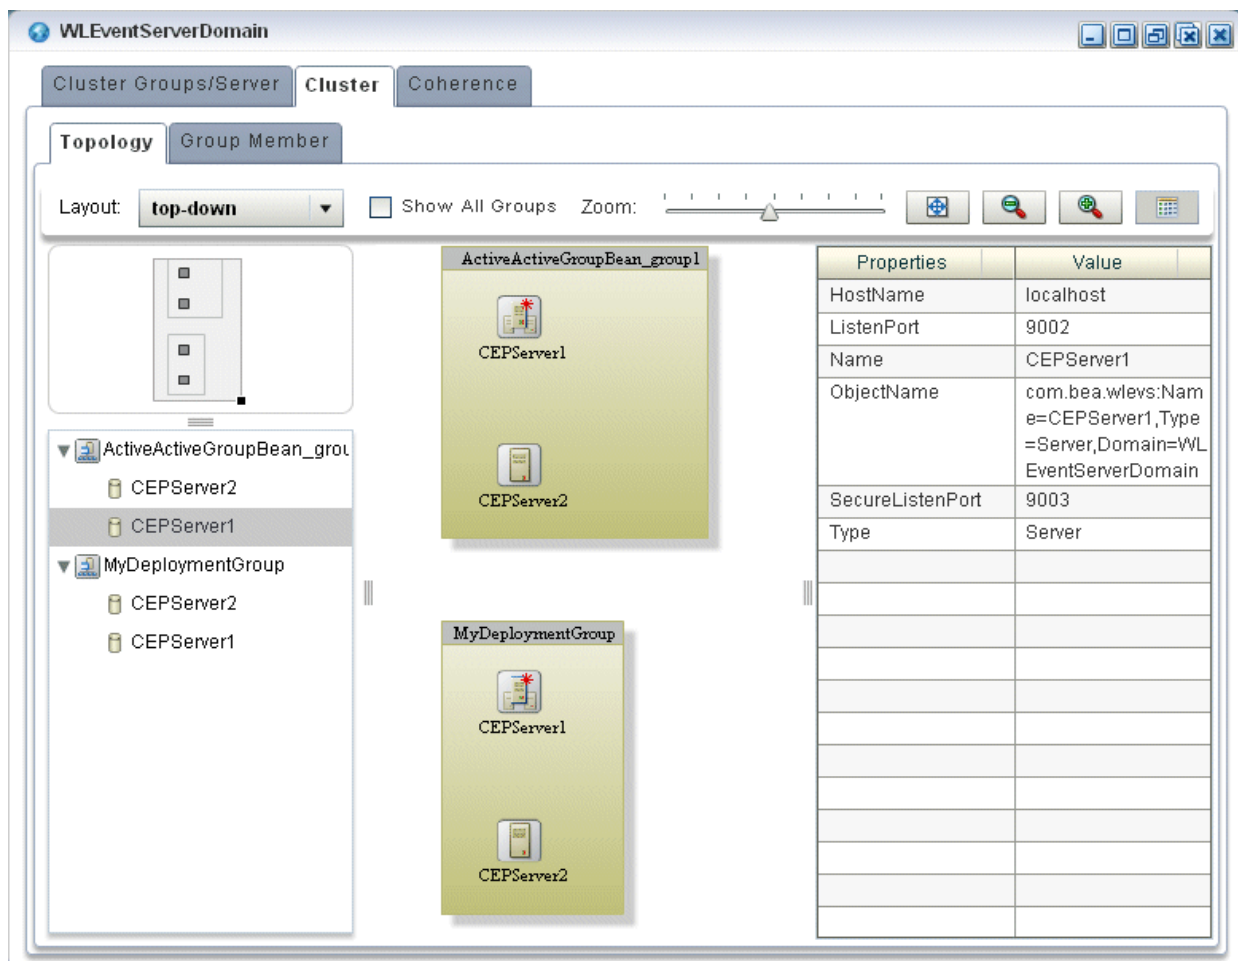 WLEventServerDomain
Cluster Groups/Server Cluster Coherence
Topology Group Member
Layout: top-down Show All Groups Zoom:
ActiveActiveGroupBean_grou
CEPServer2
CEPServer1
MyDeploymentGroup
CEPServer2
CEPServer1
ActiveActiveGroupBean_group1
CEPServer1
CEPServer2
MyDeploymentGroup
CEPServer1
CEPServer2
Properties Value
HostName localhost
ListenPort 9002
Name CEPServer1
ObjectName com.bea.wlevs:Nam
e=CEPServer1,Type
=Server,Domain=WL
EventServerDomain
SecureListenPort 9003
Type Server